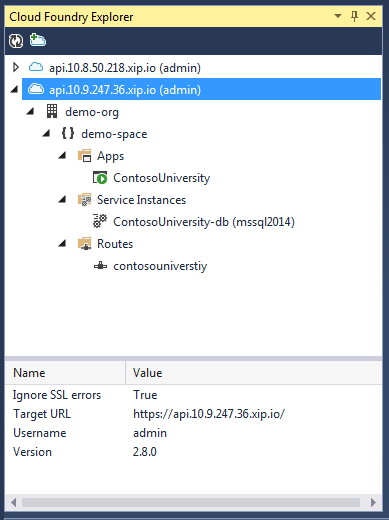 Cloud Foundry Explorer
api.10.8.50.218.xip.io (admin)
api.10.9.247.36.xip.io (admin)
demo-org
demo-space
Apps
ContosoUniversity
Service Instances
ContosoUniversity-db (mssql2014)
Routes
contosouniverstiy
Name Value
Ignore SSL errors True
Target URL https://api.10.9.247.36.xip.io/
Username admin
Version 2.8.0